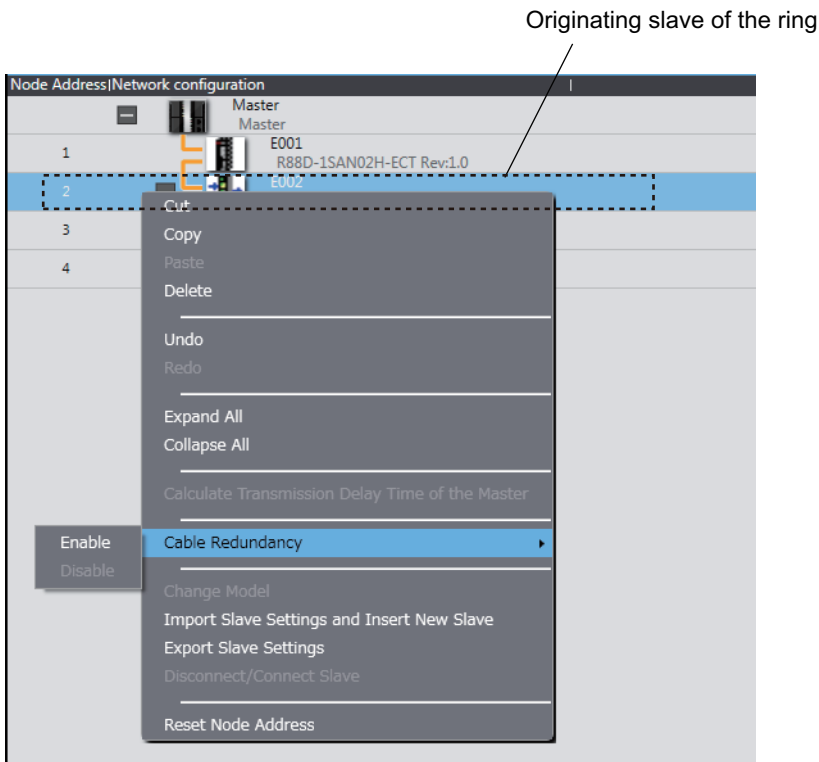 Originating slave of the ring
Node Address|Network configuration
Master
Master
1
E001
R88D-1SAN02H-ECT Rev:1.0
2
E002
Cut
3
Copy
4
Paste
Delete
Undo
Redo
Expand All
Collapse All
Calculate Transmission Delay Time of the Master
Enable
Cable Redundancy
Disable
Change Model
Import Slave Settings and Insert New Slave
Export Slave Settings
Disconnect/Connect Slave
Reset Node Address